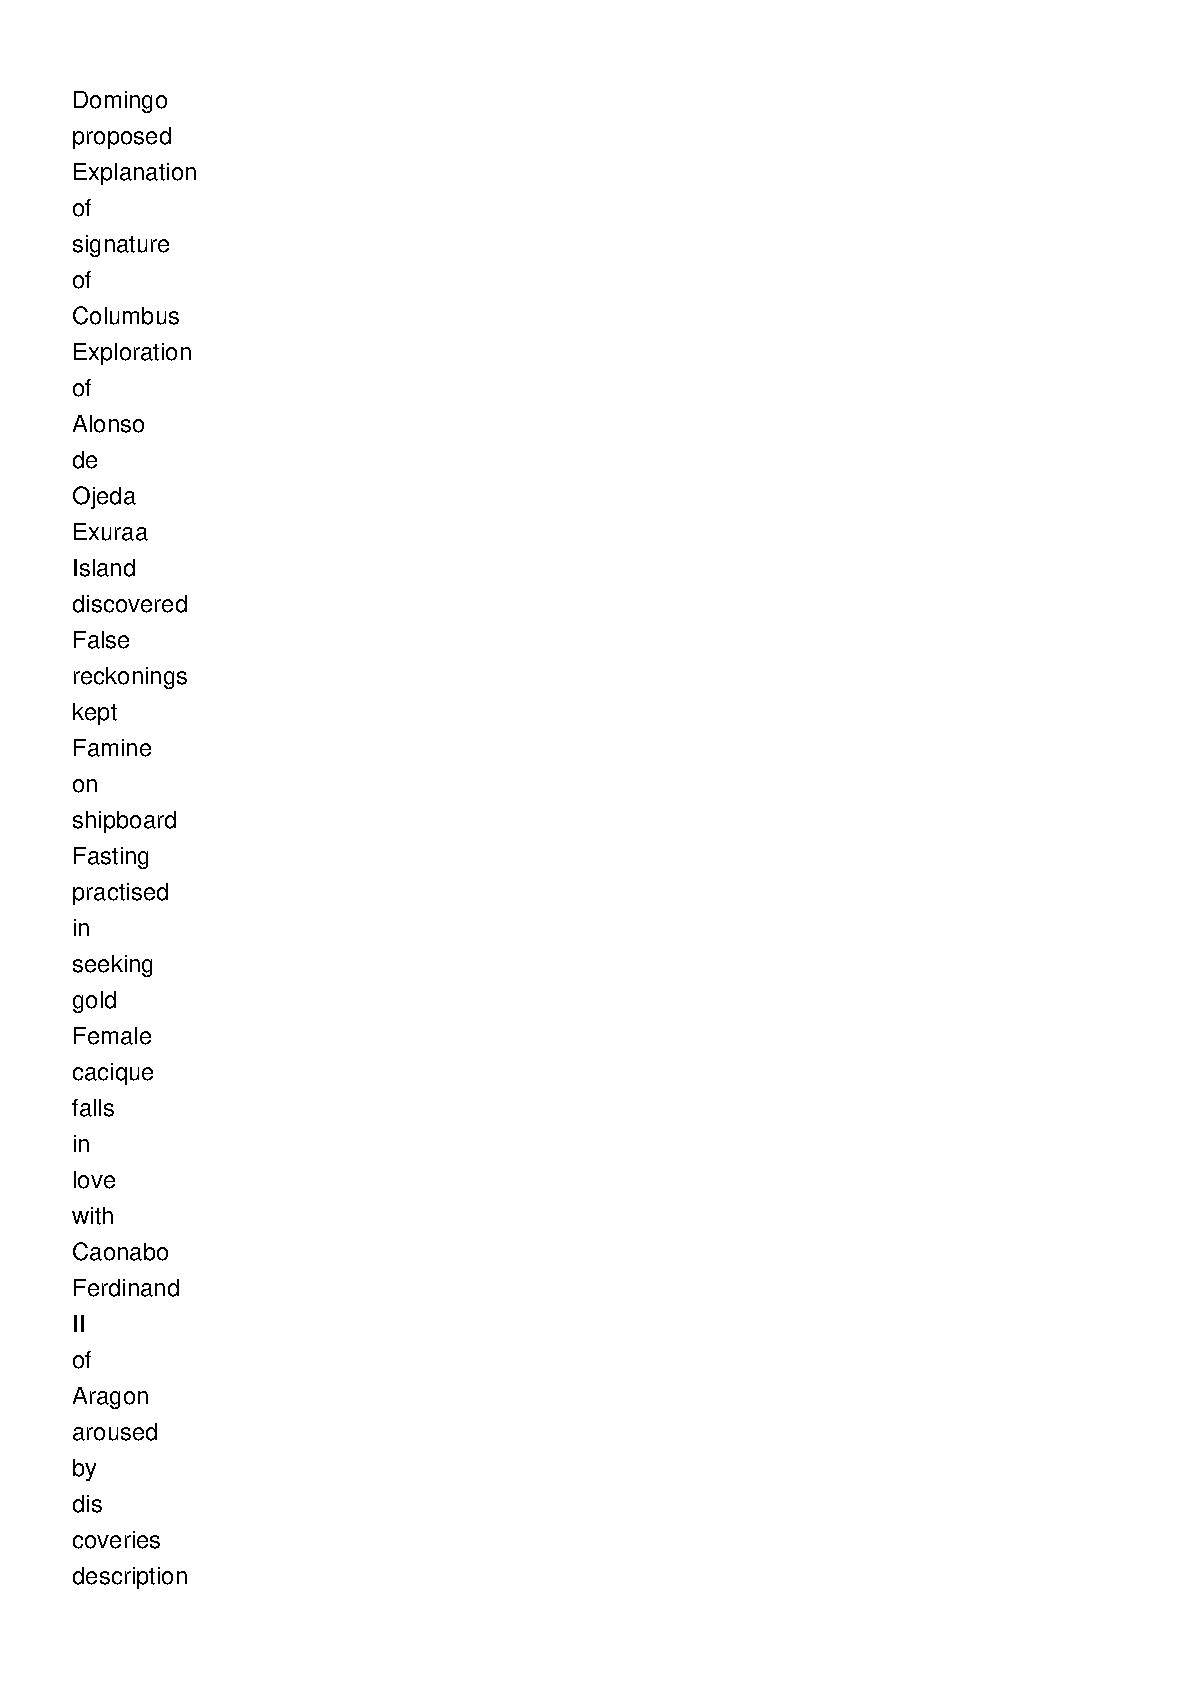 Domingo
proposed
Explanation
of
signature
of
Columbus
Exploration
of
Alonso
de
Ojeda
Exuraa
Island
discovered
False
reckonings
kept
Famine
on
shipboard
Fasting
practised
in
seeking
gold
Female
cacique
falls
in
love
with
Caonabo
Ferdinand
II
of
Aragon
aroused
by
dis
coveries
description